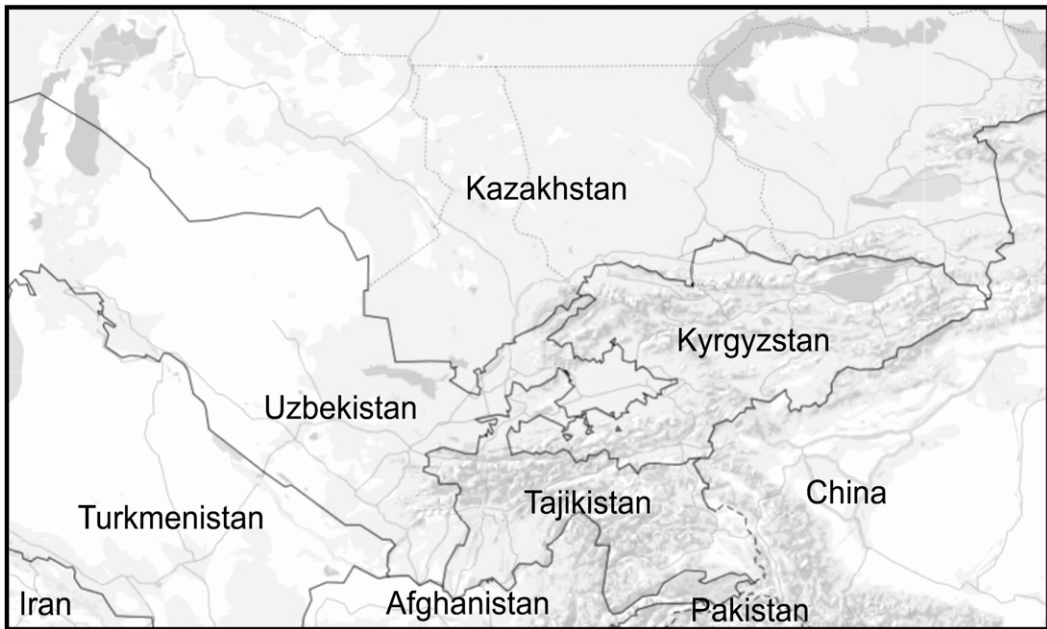 Kazakhstan
Kyrgyzstan
Uzbekistan
China
Tajikistan
Turkmenistan
Iran
Afghanistan
Pakistan